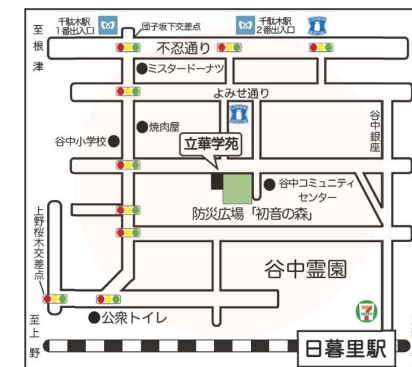 千駄木駅
1番出入口
団子坂下交差点
千駄木駅
2番出入口
至
根
津
不忍通り
ミスタードーナツ
よみせ通り
焼肉屋
谷中小学校
立華学苑
谷中銀座
谷中コミュニティ
センター
防災広場「初音の森」
上野桜木交差点
谷中霊園
公衆トイレ
至
上
野
日暮里駅